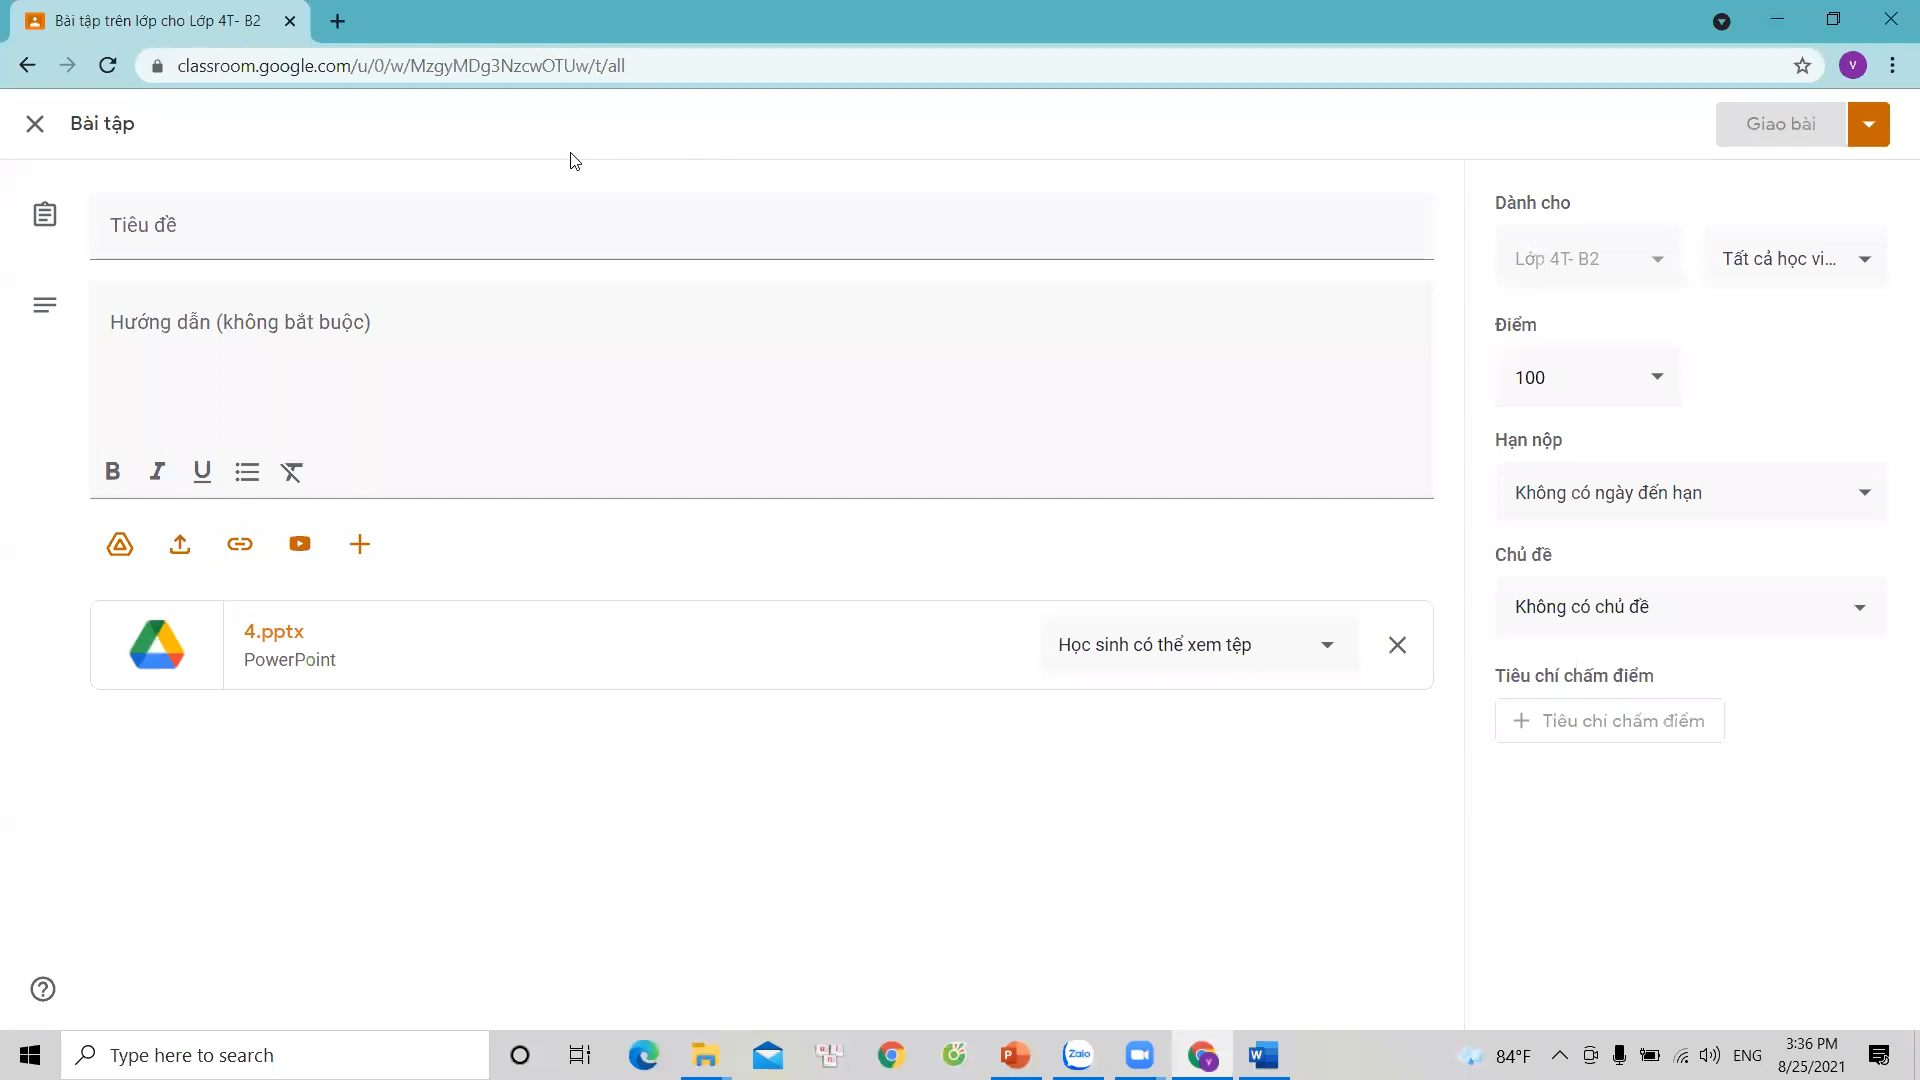 Bài tập trên lớp cho Lớp 4T- B2
classroom.google.com/u/0/w/MzgyMDg3NzcwOTUw/t/all
V
Bài tập
Giao bài
Tiêu đề
Hướng dẫn (không bắt buộc)
B I U
4.pptx
PowerPoint
Học sinh có thể xem tệp
Dành cho
Lớp 4T- B2
Tất cả học vi...
Điểm
100
Hạn nộp
Không có ngày đến hạn
Chủ đề
Không có chủ đề
Tiêu chí chấm điểm
Tiêu chí chấm điểm
Type here to search
Zalo
84°F
ENG
3:36 PM
8/25/2021